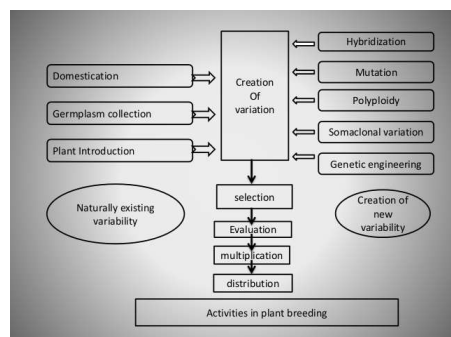 Hybridization
Domestication
Creation
Of
variation
Mutation
Polyploidy
Germplasm collection
Somaclonal variation
Plant Introduction
Genetic engineering
selection
Naturally existing
variability
Creation of
new
variability
Evaluation
multiplication
distribution
Activities in plant breeding